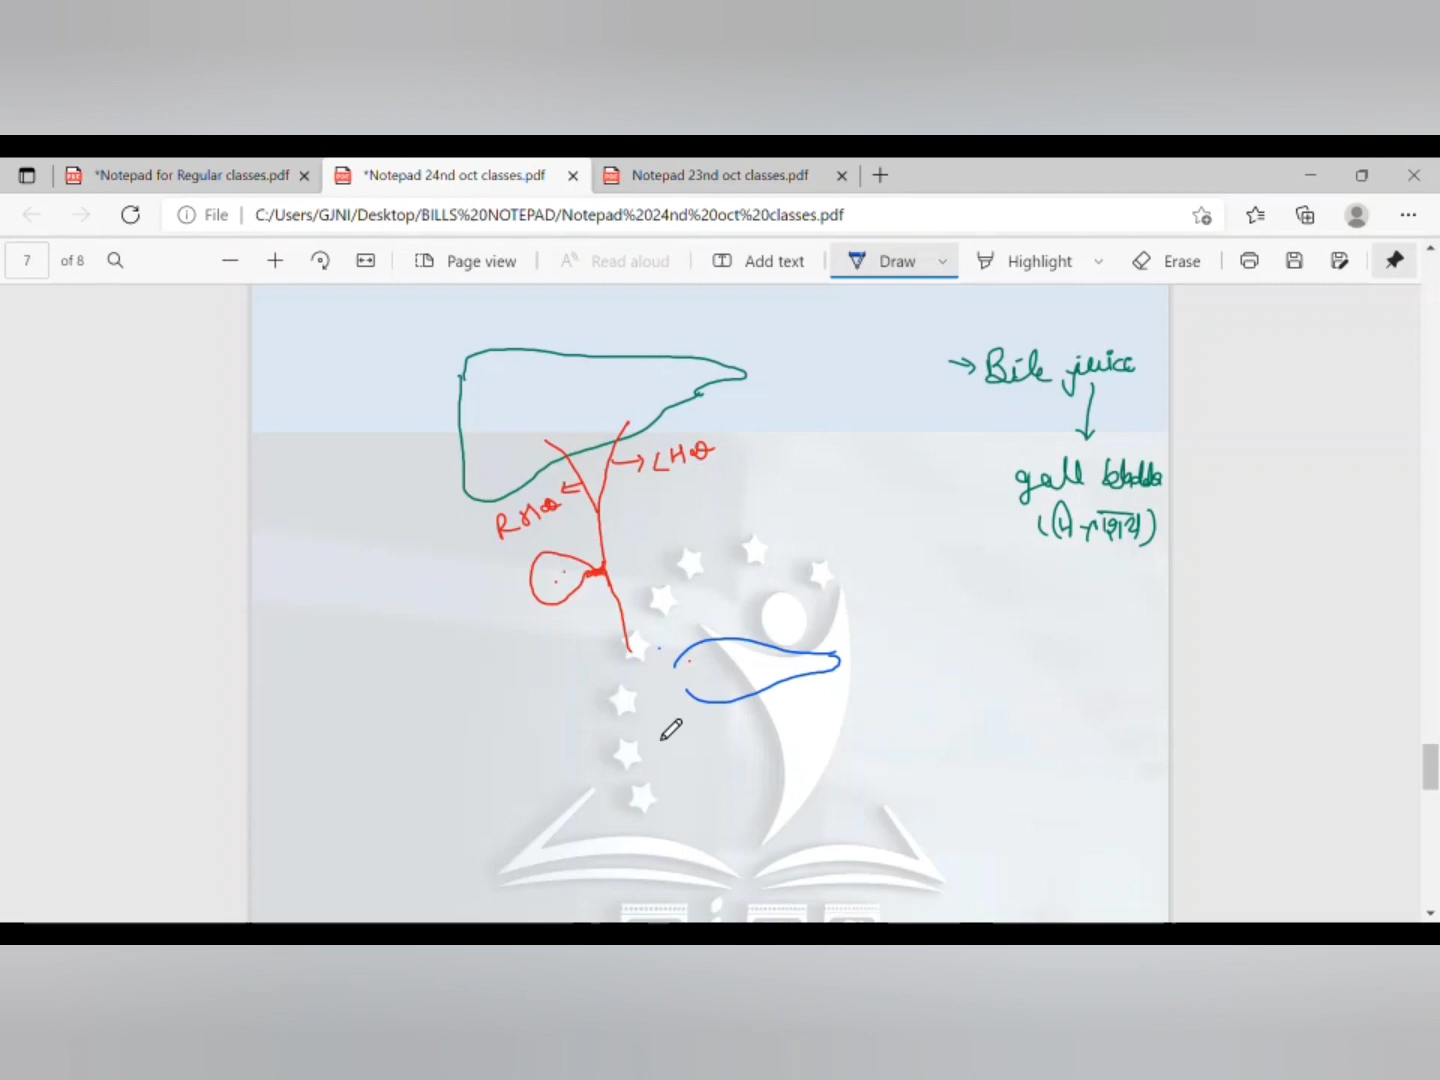 *Notepad for Regular classes.pdf
*Notepad 24nd oct classes.pdf
Notepad 23nd oct classes.pdf
File
C:/Users/GJNI/Desktop/BILLS%20NOTEPAD/Notepad%2024nd%20oct%20classes.pdf
7 of 8
Page view
Read aloud
Add text
Draw
Highlight
Erase
→ Bile juice
LHD
gall
RHD